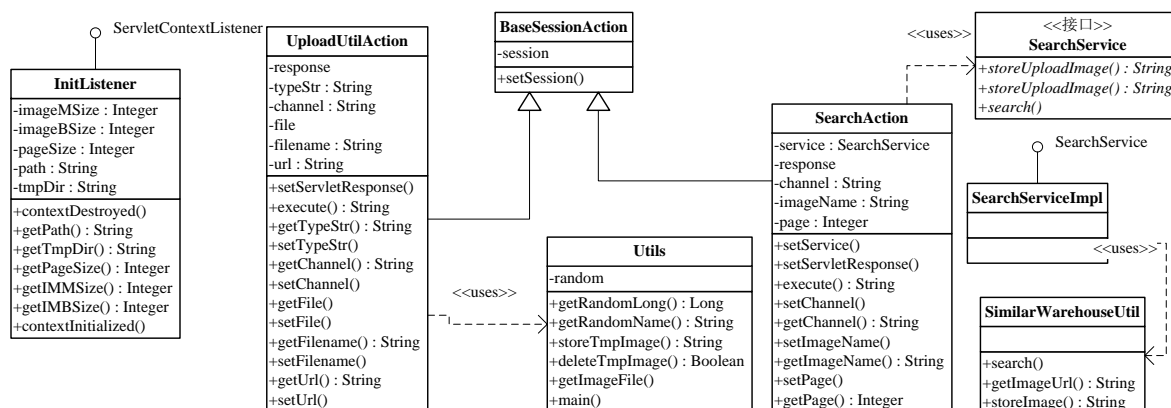 ServletContextListener
InitListener
-imageMSize : Integer
-imageBSize : Integer
-pageSize : Integer
-path : String
-tmpDir : String
+contextDestroyed()
+getPath() : String
+getTmpDir() : String
+getPageSize() : Integer
+getIMMSize() : Integer
+getIMBSize() : Integer
+contextInitialized()
UploadUtilAction
-response
-typeStr : String
-channel : String
-file
-filename : String
-url : String
+setServletResponse()
+execute() : String
+getTypeStr() : String
+setTypeStr()
+getChannel() : String
+setChannel()
+getFile()
+setFile()
+getFilename() : String
+setFilename()
+getUrl() : String
+setUrl()
BaseSessionAction
-session
+setSession()
<<uses>>
Utils
-random
+getRandomLong() : Long
+getRandomName() : String
+storeTmpImage() : String
+deleteTmpImage() : Boolean
+getImageFile()
+main()
SearchAction
-service : SearchService
-response
-channel : String
-imageName : String
-page : Integer
+setService()
+setServletResponse()
+execute() : String
+setChannel()
+getChannel() : String
+setImageName()
+getImageName() : String
+setPage()
+getPage() : Integer
<<uses>>
<<接口>>
SearchService
+storeUploadImage() : String
+storeUploadImage() : String
+search()
SearchService
SearchServiceImpl
<<uses>>
SimilarWarehouseUtil
+search()
+getImageUrl() : String
+storeImage() : String